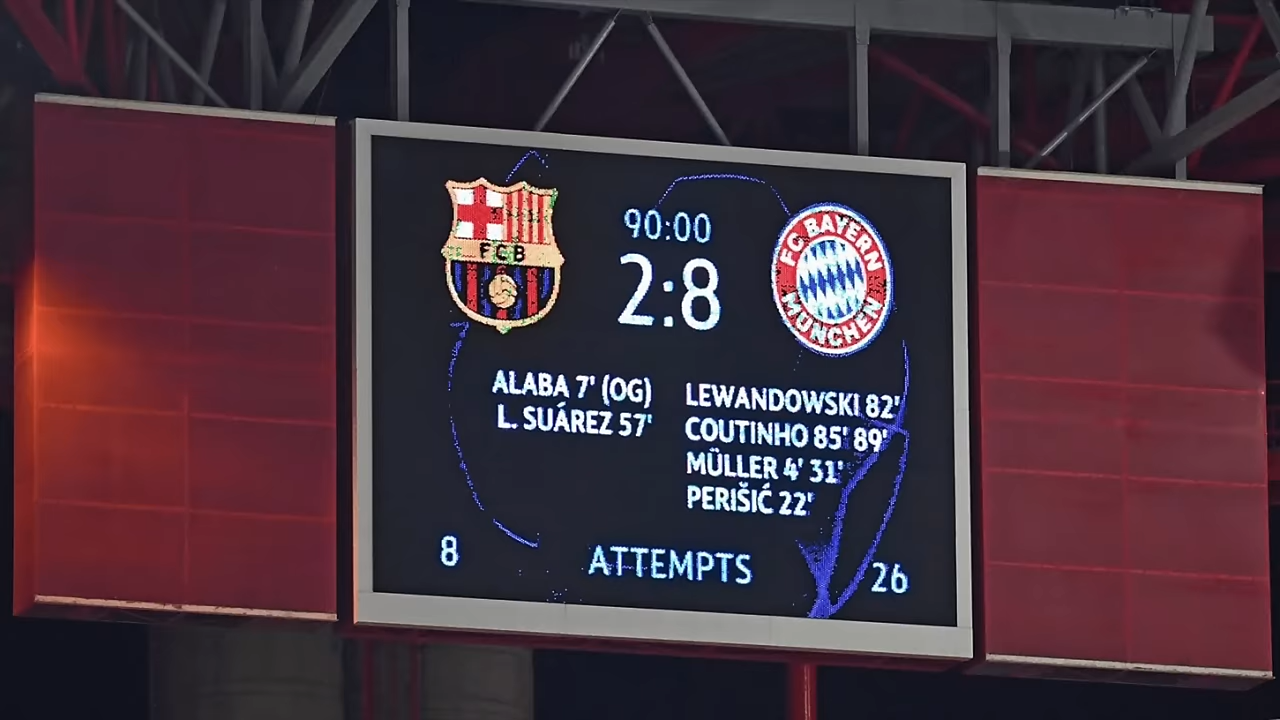 FCB
FC BAYERN
MÜNCHEN
90:00
2:8
ALABA 7' (OG)
L. SUÁREZ 57'
LEWANDOWSKI 82'
COUTINHO 85' 89'
MÜLLER 4' 31'
PERIŠIĆ 22'
8 ATTEMPTS 26